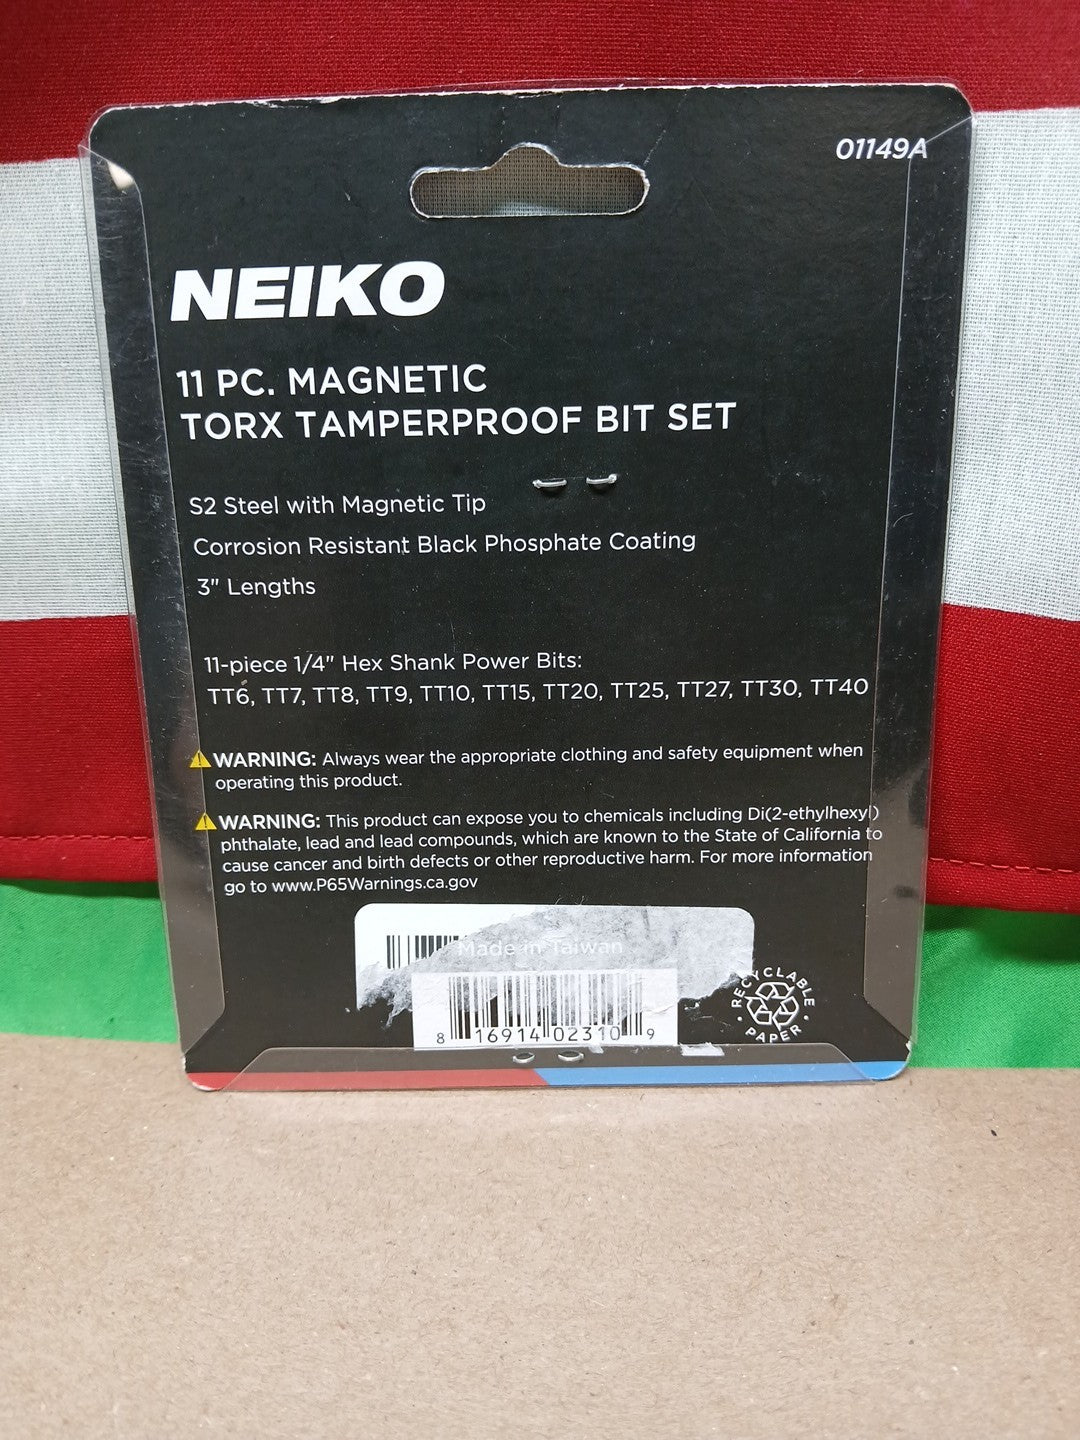 01149A
NEIKO
11 PC. MAGNETIC
TORX TAMPERPROOF BIT SET
S2 Steel with Magnetic Tip
Corrosion Resistant Black Phosphate Coating
3" Lengths
11-piece 1/4" Hex Shank Power Bits:
TT6, TT7, TT8, TT9, TT10, TT15, TT20, TT25, TT27, TT30, TT40
WARNING: Always wear the appropriate clothing and safety equipment when
operating this product.
WARNING: This product can expose you to chemicals including Di(2-ethylhexyl)
phthalate, lead and lead compounds, which are known to the State of California to
cause cancer and birth defects or other reproductive harm. For more information
go to www.P65Warnings.ca.gov
Made in Taiwan
8 16914 02310 9
RECYCLABLE
PAPER